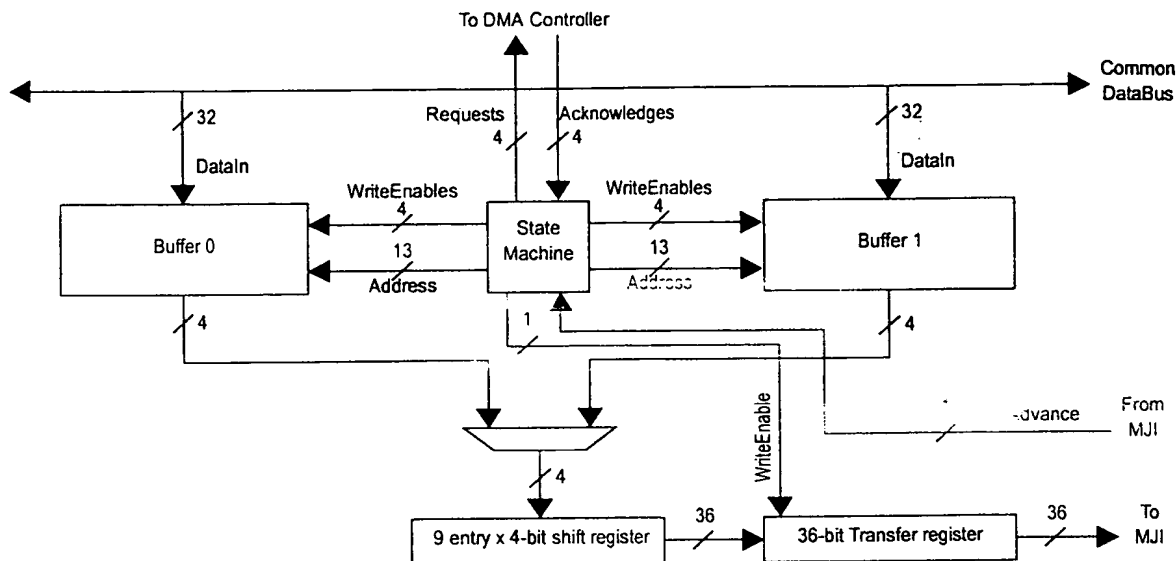 To DMA Controller
Common
DataBus
32
Requests
4
Acknowledges
4
32
DataIn
DataIn
WriteEnables
4
WriteEnables
4
Buffer 0
State
Machine
Buffer 1
13
Address
13
Address
4
1
4
WriteEnable
dvance
From
MJI
4
9 entry x 4-bit shift register
36
36-bit Transfer register
36
To
MJI